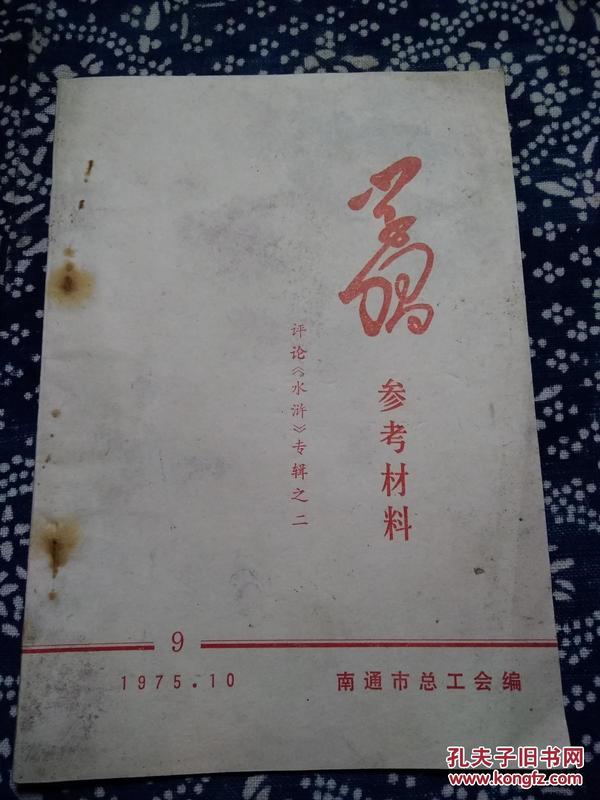 学习
参考材料
评论《水浒》专辑之二
9
1975.10
南通市总工会编
孔夫子旧书网
www.kongfz.com